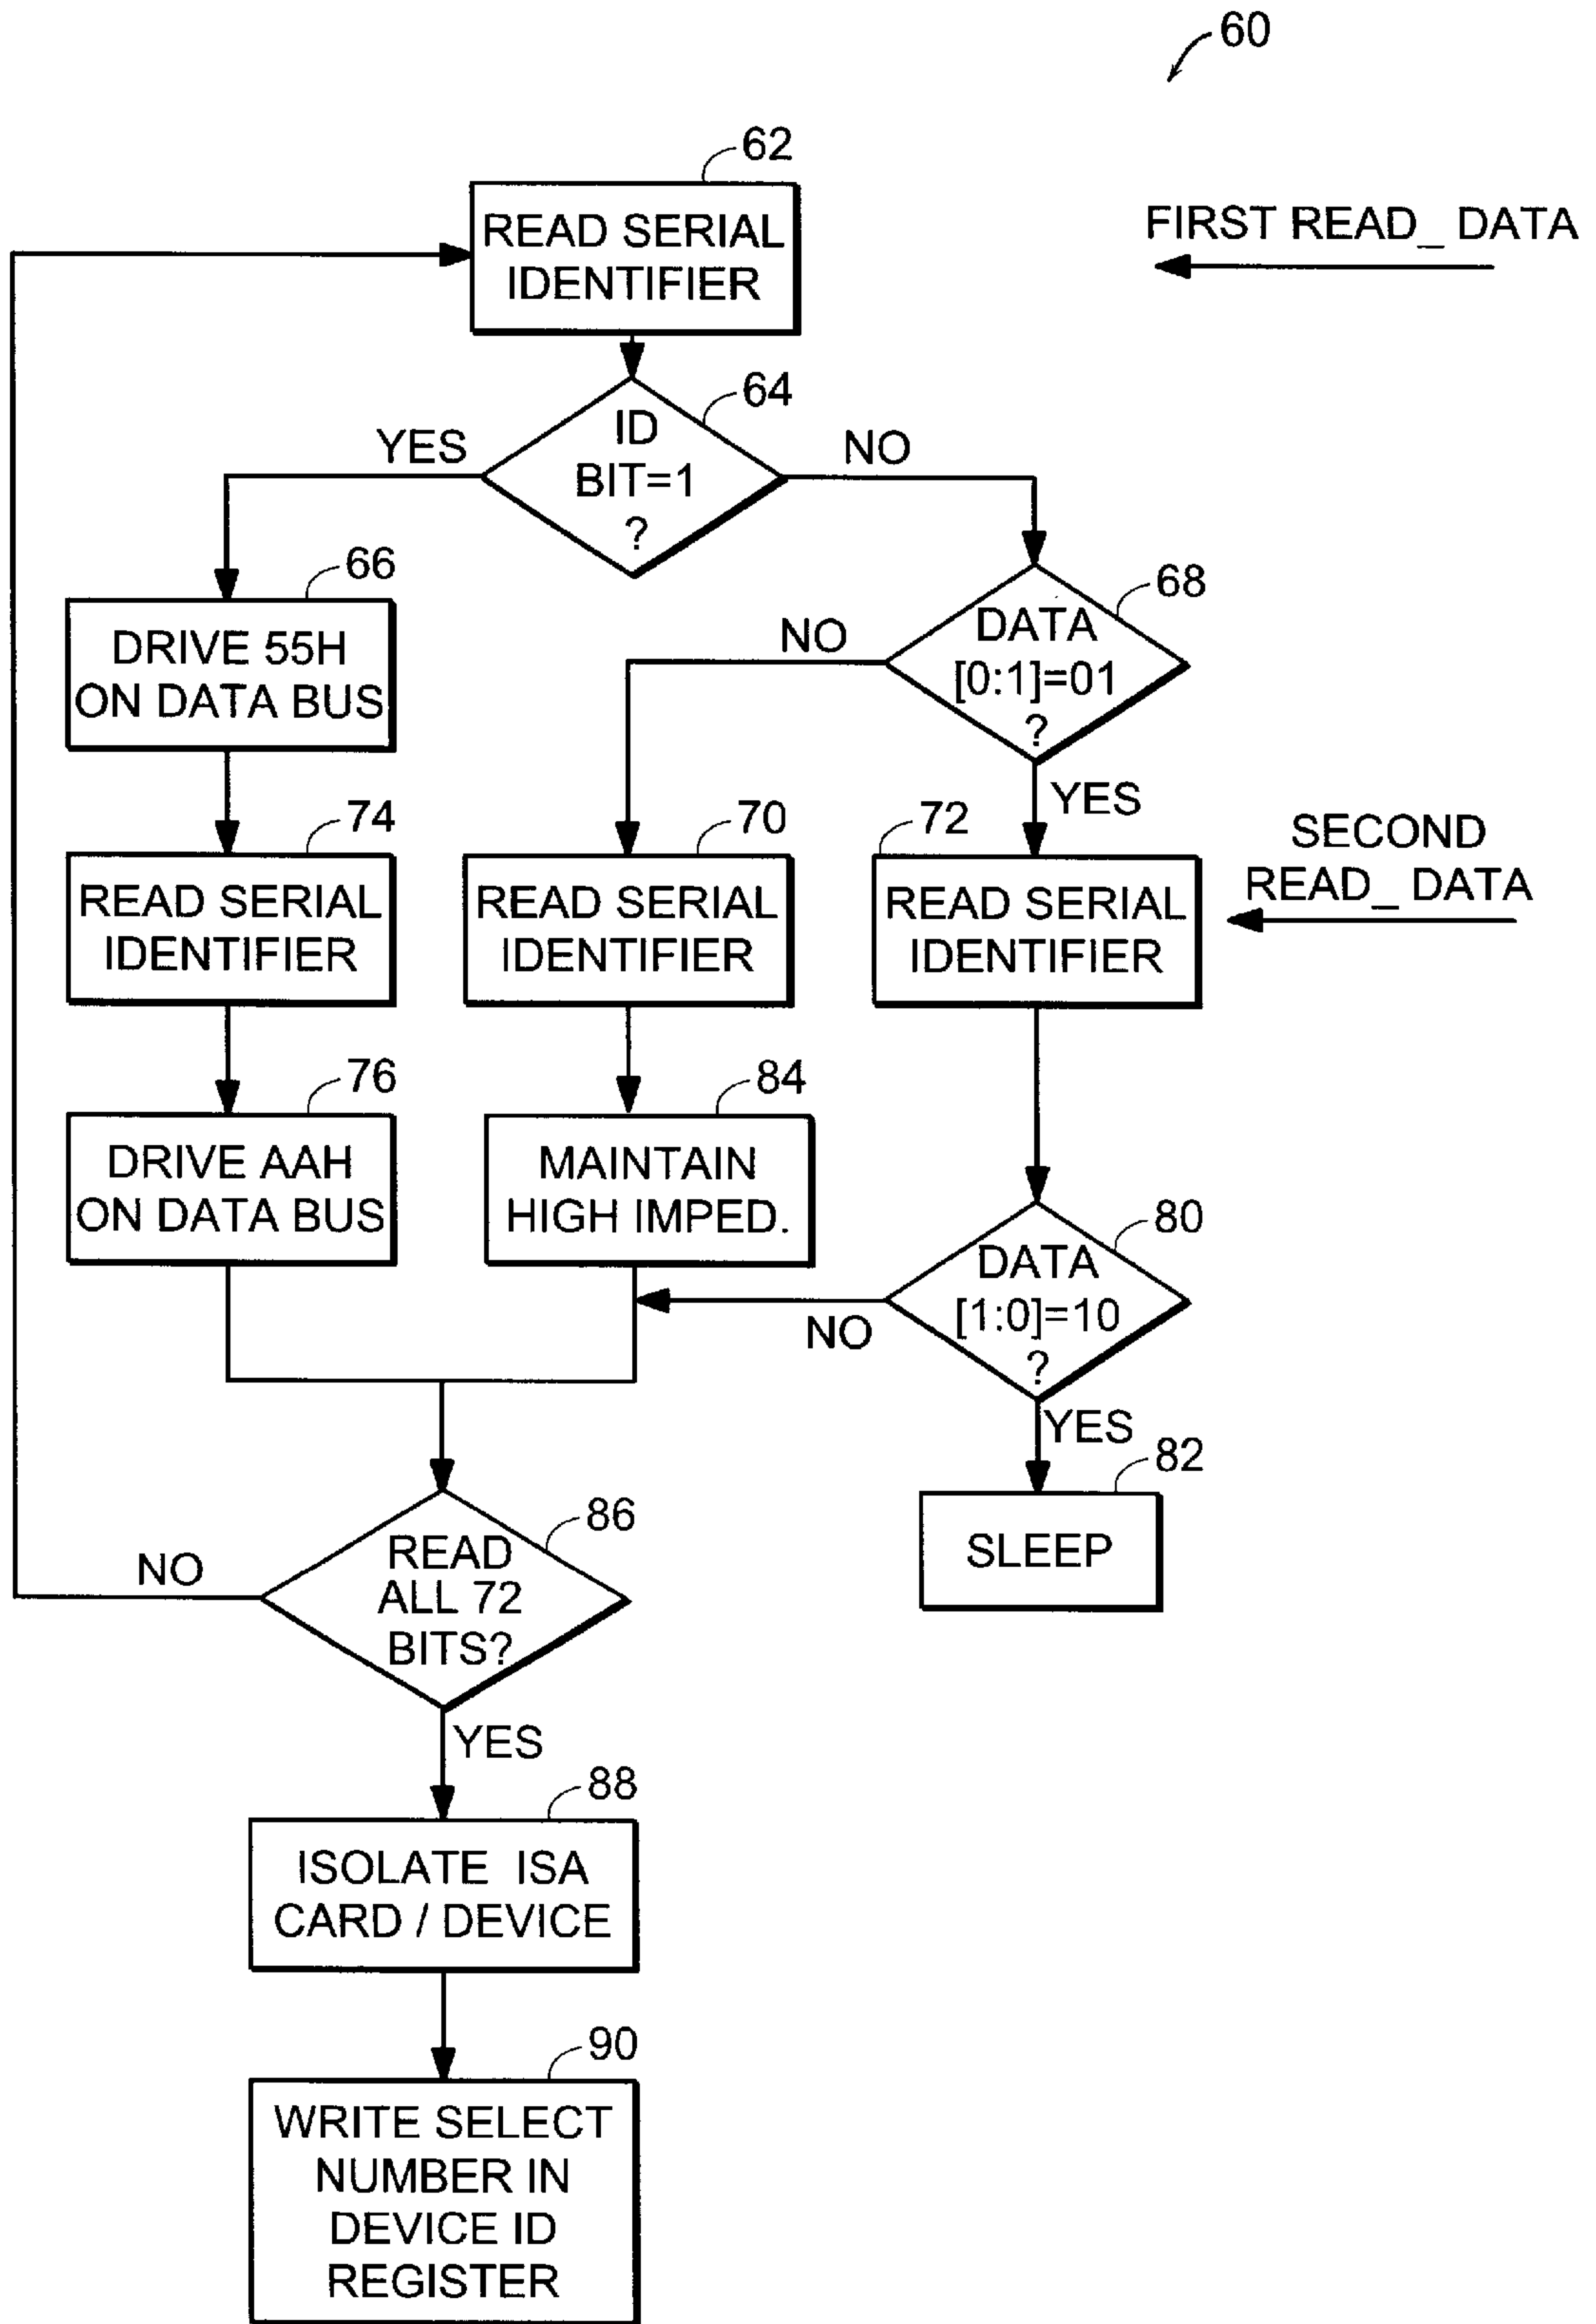 60
62
READ SERIAL
IDENTIFIER
FIRST READ_ DATA
64
ID
BIT=1
?
YES
NO
66
DRIVE 55H
ON DATA BUS
68
DATA
[0:1]=01
?
NO
YES
74
READ SERIAL
IDENTIFIER
70
READ SERIAL
IDENTIFIER
72
READ SERIAL
IDENTIFIER
SECOND
READ_ DATA
76
DRIVE AAH
ON DATA BUS
84
MAINTAIN
HIGH IMPED.
80
DATA
[1:0]=10
?
NO
YES
82
SLEEP
86
READ
ALL 72
BITS?
NO
YES
88
ISOLATE ISA
CARD / DEVICE
90
WRITE SELECT
NUMBER IN
DEVICE ID
REGISTER